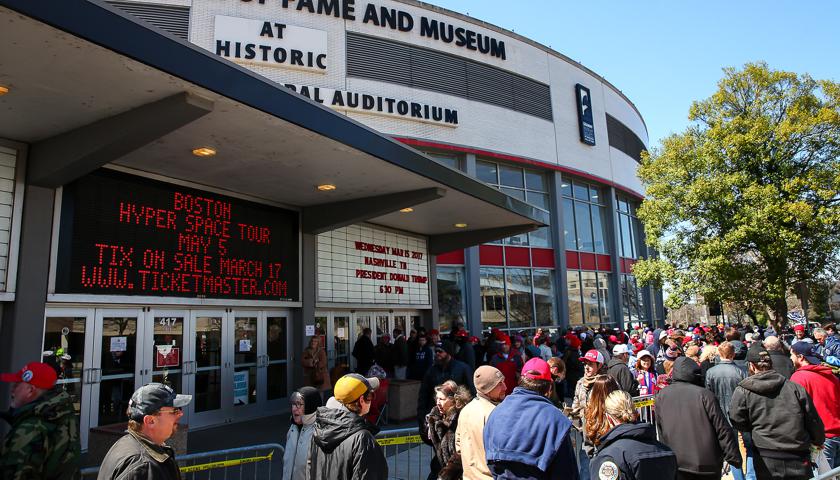 OF FAME AND MUSEUM
AT
HISTORIC
AUDITORIUM
BOSTON
HYPER SPACE TOUR
MAY 5
TIX ON SALE MARCH 17
WWW.TICKETMASTER.COM
WEDNESDAY MAR 15 2017
NASHVILLE TN
PRESIDENT DONALD TRUMP
6:30 PM
417